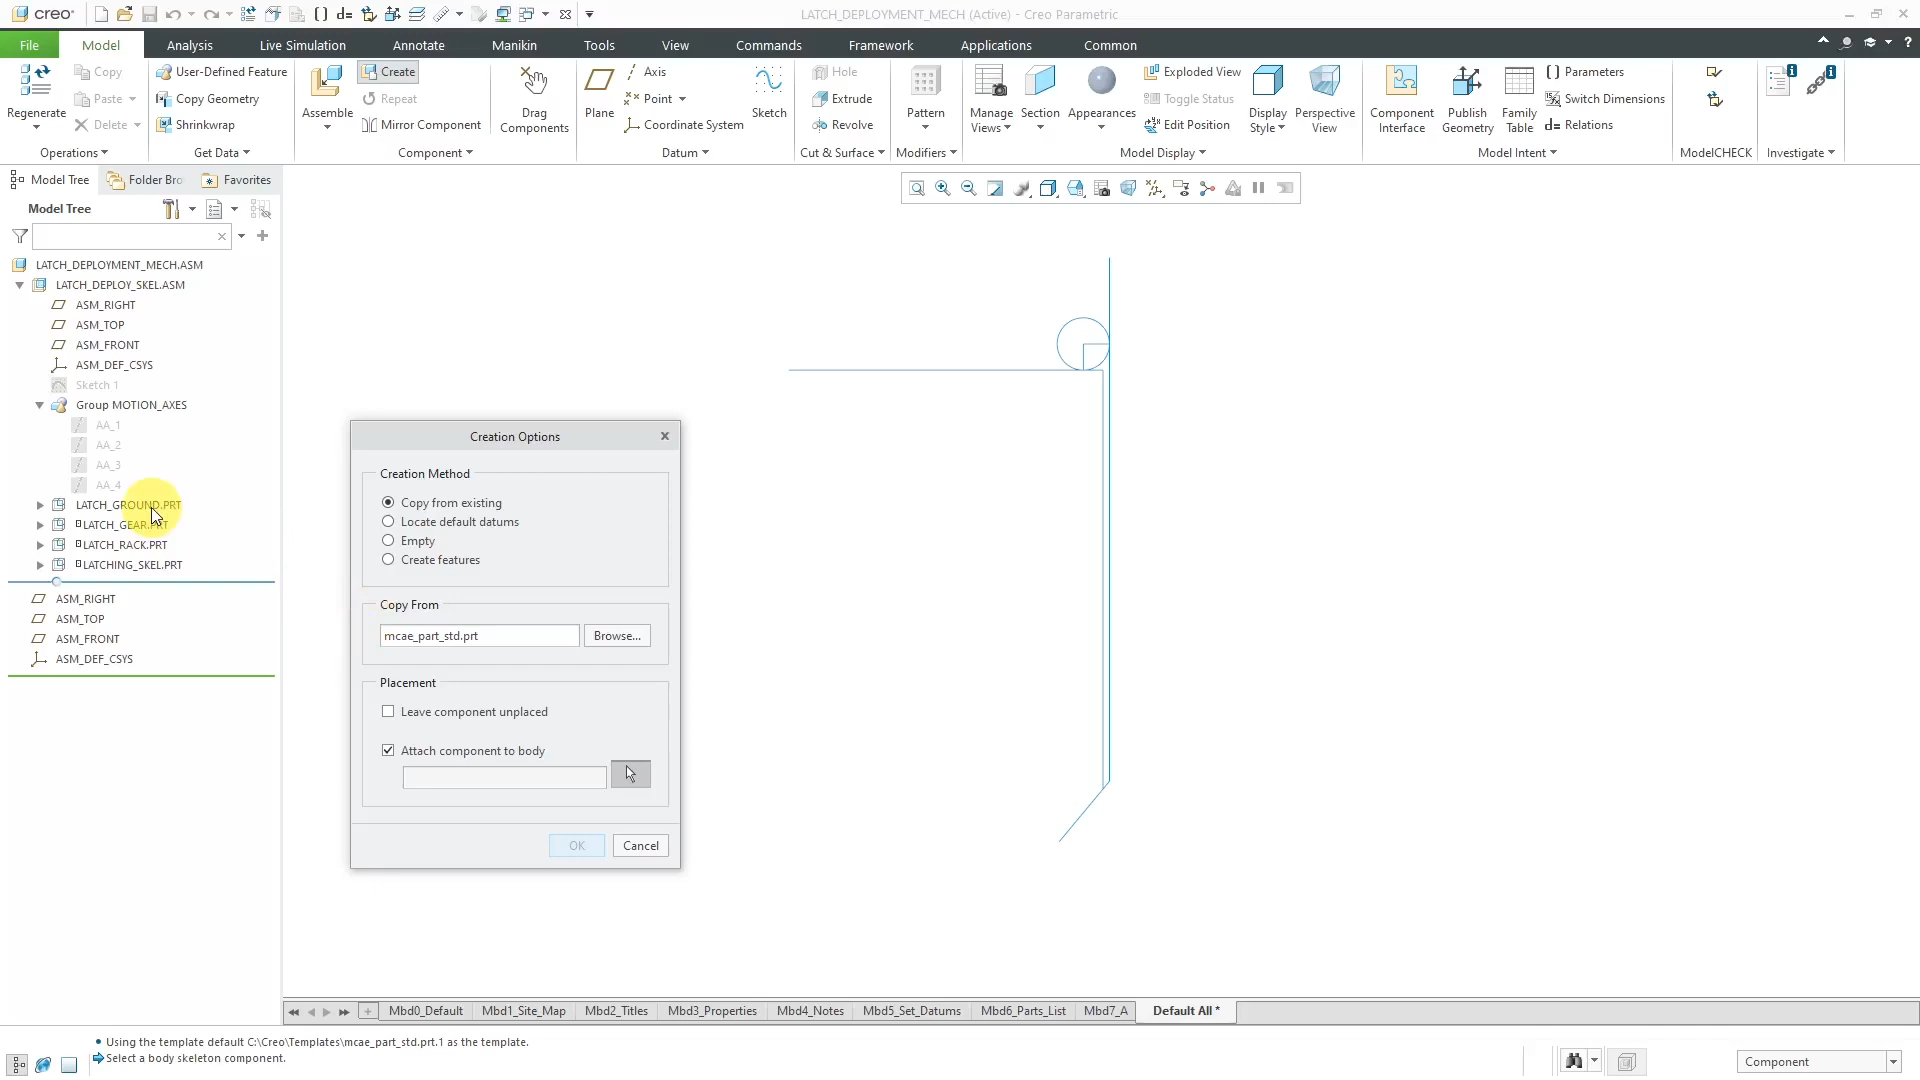 creo
LATCH_DEPLOYMENT_MECH (Active) - Creo Parametric
File Model Analysis Live Simulation Annotate Manikin Tools View Commands Framework Applications Common
Regenerate
Copy
Paste
Delete
Operations
User-Defined Feature
Copy Geometry
Shrinkwrap
Get Data
Assemble
Create
Repeat
Mirror Component
Component
Drag
Components
Plane
Axis
Point
Coordinate System
Sketch
Datum
Hole
Extrude
Revolve
Cut & Surface
Pattern
Modifiers
Manage
Views
Section
Appearances
Exploded View
Toggle Status
Edit Position
Display
Style
Perspective
View
Model Display
Component
Interface
Publish
Geometry
Family
Table
Parameters
Switch Dimensions
Relations
Model Intent
ModelCHECK
Investigate
Model Tree Folder Bro Favorites
Model Tree
LATCH_DEPLOYMENT_MECH.ASM
LATCH_DEPLOY_SKEL.ASM
ASM_RIGHT
ASM_TOP
ASM_FRONT
ASM_DEF_CSYS
Sketch 1
Group MOTION_AXES
AA_1
AA_2
AA_3
AA_4
LATCH_GROUND.PRT
LATCH_GEAR.PRT
LATCH_RACK.PRT
LATCHING_SKEL.PRT
ASM_RIGHT
ASM_TOP
ASM_FRONT
ASM_DEF_CSYS
Creation Options
Creation Method
Copy from existing
Locate default datums
Empty
Create features
Copy From
mcae_part_std.prt Browse...
Placement
Leave component unplaced
Attach component to body
OK Cancel
Mbd0_Default Mbd1_Site_Map Mbd2_Titles Mbd3_Properties Mbd4_Notes Mbd5_Set_Datums Mbd6_Parts_List Mbd7_A Default All *
• Using the template default C:\Creo\Templates\mcae_part_std.prt.1 as the template.
Select a body skeleton component.
Component